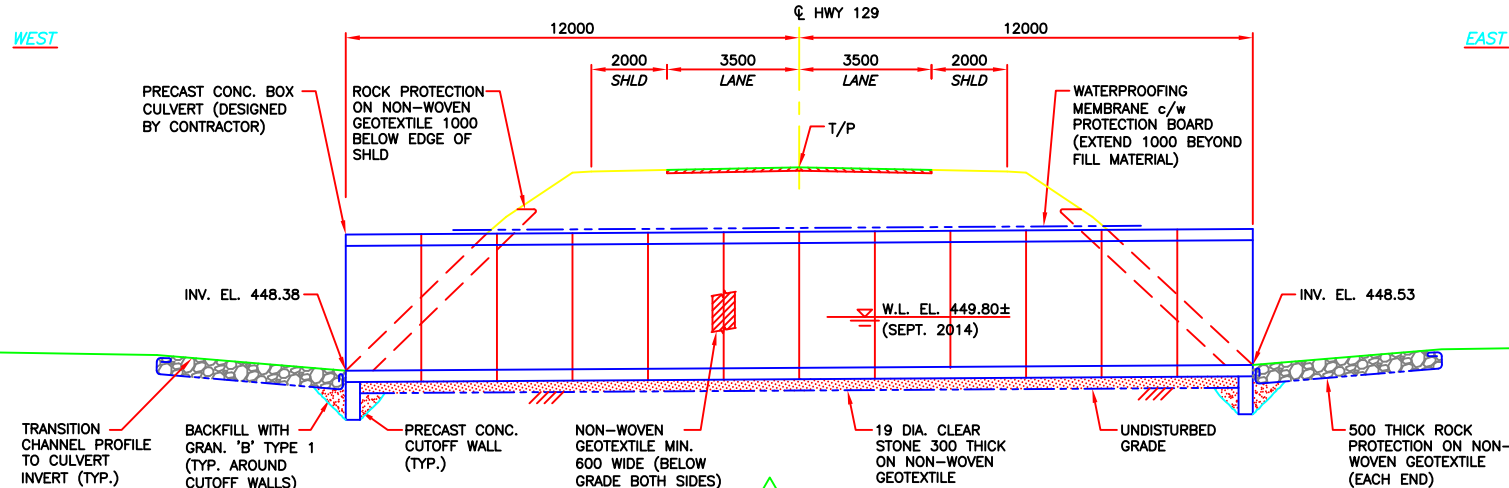 ℄ HWY 129
WEST
12000
12000
EAST
2000
3500
3500
2000
SHLD
LANE
LANE
SHLD
PRECAST CONC. BOX
CULVERT (DESIGNED
BY CONTRACTOR)
ROCK PROTECTION
ON NON-WOVEN
GEOTEXTILE 1000
BELOW EDGE OF
SHLD
T/P
WATERPROOFING
MEMBRANE c/w
PROTECTION BOARD
(EXTEND 1000 BEYOND
FILL MATERIAL)
INV. EL. 448.38
W.L. EL. 449.80±
(SEPT. 2014)
INV. EL. 448.53
TRANSITION
CHANNEL PROFILE
TO CULVERT
INVERT (TYP.)
BACKFILL WITH
GRAN. 'B' TYPE 1
(TYP. AROUND
CUTOFF WALLS)
PRECAST CONC.
CUTOFF WALL
(TYP.)
NON-WOVEN
GEOTEXTILE MIN.
600 WIDE (BELOW
GRADE BOTH SIDES)
19 DIA. CLEAR
STONE 300 THICK
ON NON-WOVEN
GEOTEXTILE
UNDISTURBED
GRADE
500 THICK ROCK
PROTECTION ON NON-
WOVEN GEOTEXTILE
(EACH END)